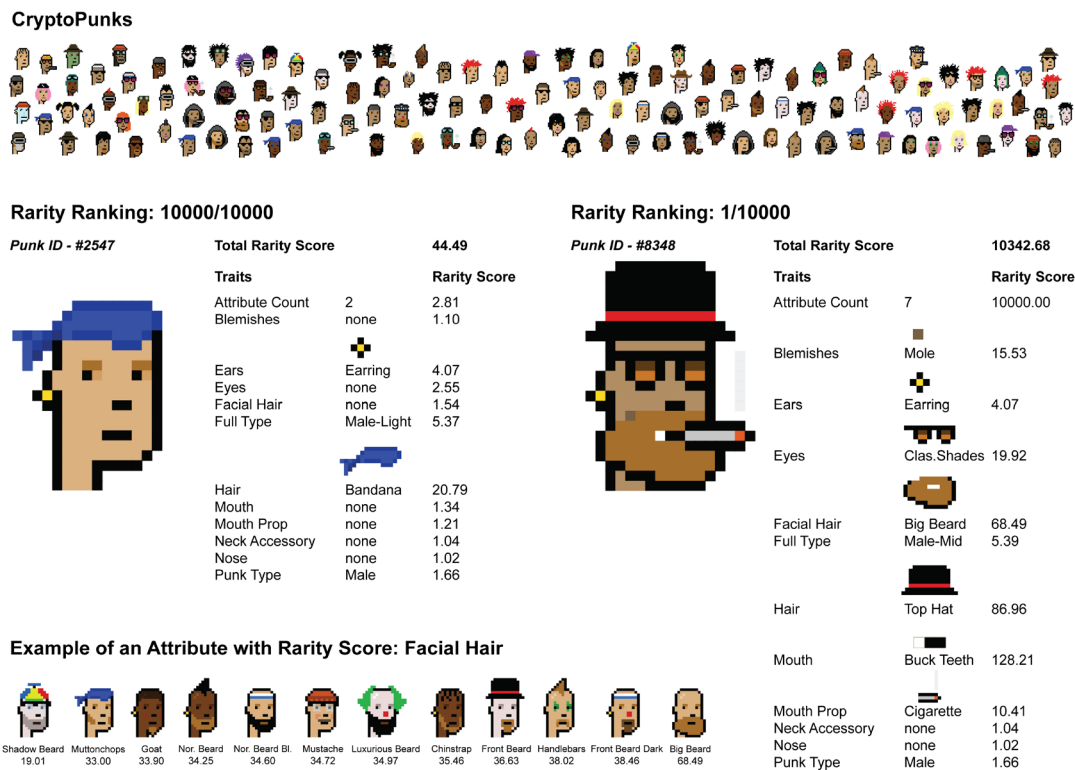 CryptoPunks
Rarity Ranking: 10000/10000
Punk ID - #2547 Total Rarity Score 44.49
Traits Rarity Score
Attribute Count 2 2.81
Blemishes none 1.10
Ears Earring 4.07
Eyes none 2.55
Facial Hair none 1.54
Full Type Male-Light 5.37
Hair Bandana 20.79
Mouth none 1.34
Mouth Prop none 1.21
Neck Accessory none 1.04
Nose none 1.02
Punk Type Male 1.66
Rarity Ranking: 1/10000
Punk ID - #8348 Total Rarity Score 10342.68
Traits Rarity Score
Attribute Count 7 10000.00
Blemishes Mole 15.53
Ears Earring 4.07
Eyes Clas.Shades 19.92
Facial Hair Big Beard 68.49
Full Type Male-Mid 5.39
Hair Top Hat 86.96
Mouth Buck Teeth 128.21
Mouth Prop Cigarette 10.41
Neck Accessory none 1.04
Nose none 1.02
Punk Type Male 1.66
Example of an Attribute with Rarity Score: Facial Hair
Shadow Beard Muttonchops Goat Nor. Beard Nor. Beard Bl. Mustache Luxurious Beard Chinstrap Front Beard Handlebars Front Beard Dark Big Beard
19.01 33.00 33.90 34.25 34.60 34.72 34.97 35.46 36.63 38.02 38.46 68.49